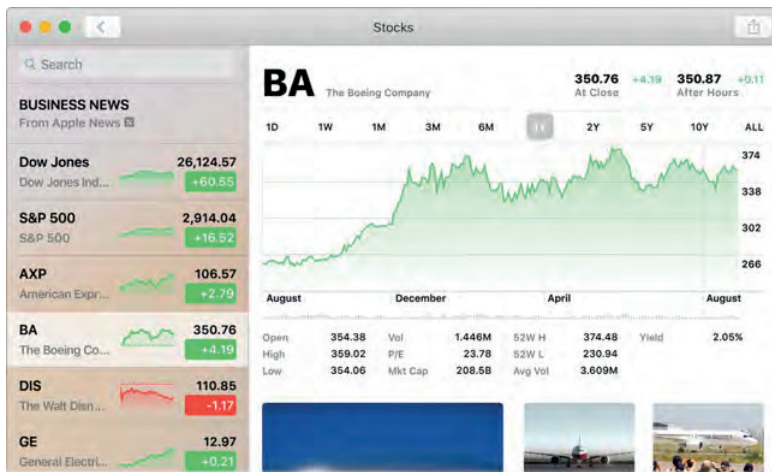 Stocks
Search
BUSINESS NEWS
From Apple News
Dow Jones 26,124.57
Dow Jones Ind... +60.55
S&P 500 2,914.04
S&P 500 +16.52
AXP 106.57
American Expr... +2.79
BA 350.76
The Boeing Co... +4.19
DIS 110.85
The Walt Disn... -1.17
GE 12.97
General Electri... +0.21
BA The Boeing Company
350.76 +4.19 350.87 +0.11
At Close After Hours
1D 1W 1M 3M 6M 1Y 2Y 5Y 10Y ALL
374
338
302
266
August December April August
Open 354.38 Vol 1.446M 52W H 374.48 Yield 2.05%
High 359.02 P/E 23.78 52W L 230.94
Low 354.06 Mkt Cap 208.5B Avg Vol 3.609M